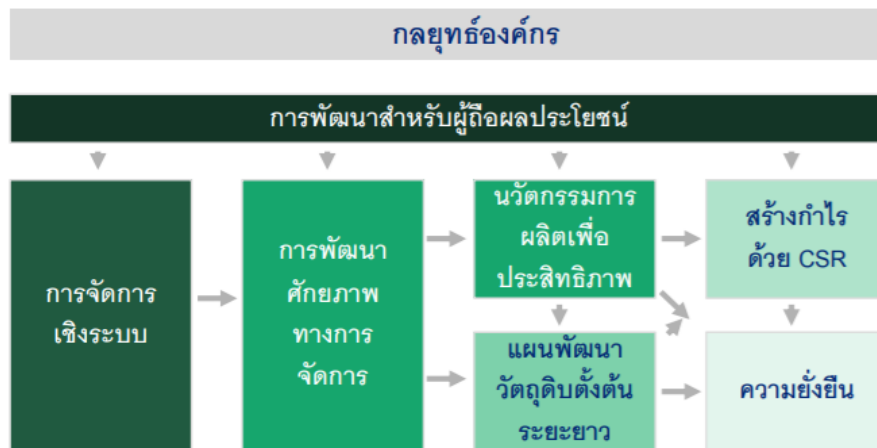 กลยุทธ์องค์กร
การพัฒนาสำหรับผู้ถือผลประโยชน์
การจัดการ
เชิงระบบ
การพัฒนา
ศักยภาพ
ทางการ
จัดการ
นวัตกรรมการ
ผลิตเพื่อ
ประสิทธิภาพ
แผนพัฒนา
วัตถุดิบตั้งต้น
ระยะยาว
สร้างกำไร
ด้วย CSR
ความยั่งยืน